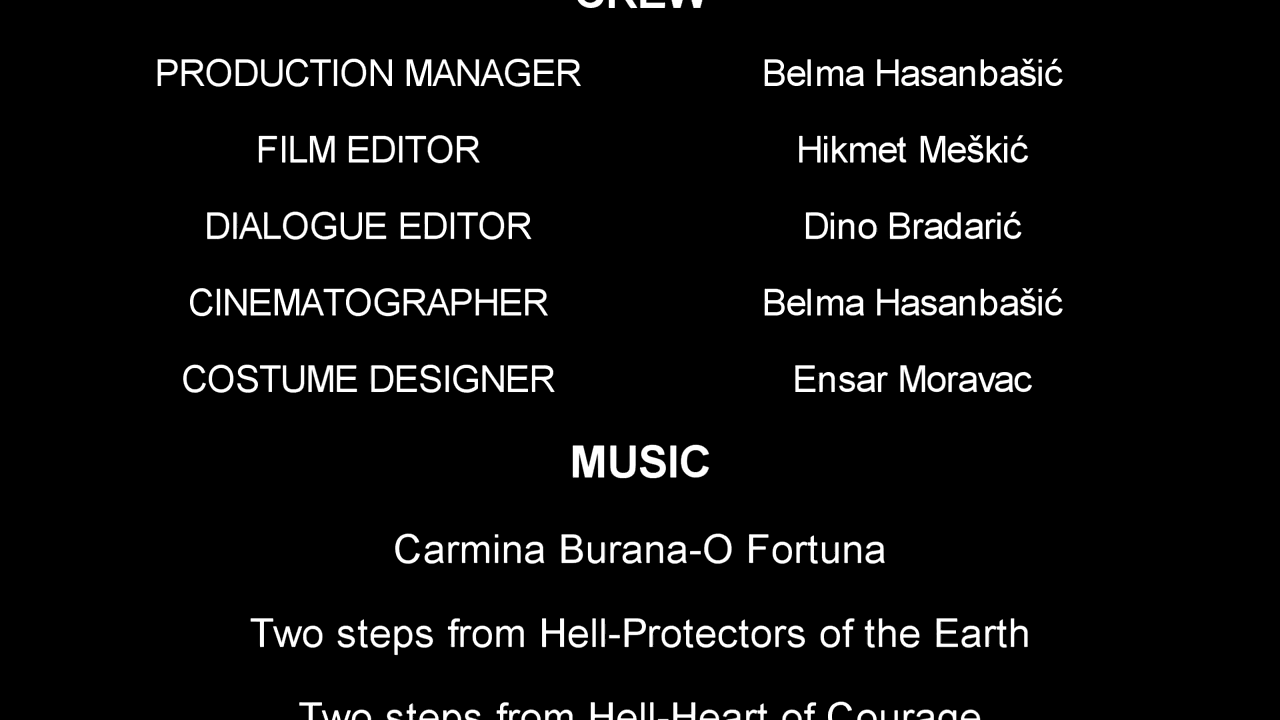 CREW
PRODUCTION MANAGER Belma Hasanbašić
FILM EDITOR Hikmet Meškić
DIALOGUE EDITOR Dino Bradarić
CINEMATOGRAPHER Belma Hasanbašić
COSTUME DESIGNER Ensar Moravac
MUSIC
Carmina Burana-O Fortuna
Two steps from Hell-Protectors of the Earth
Two steps from Hell-Heart of Courage